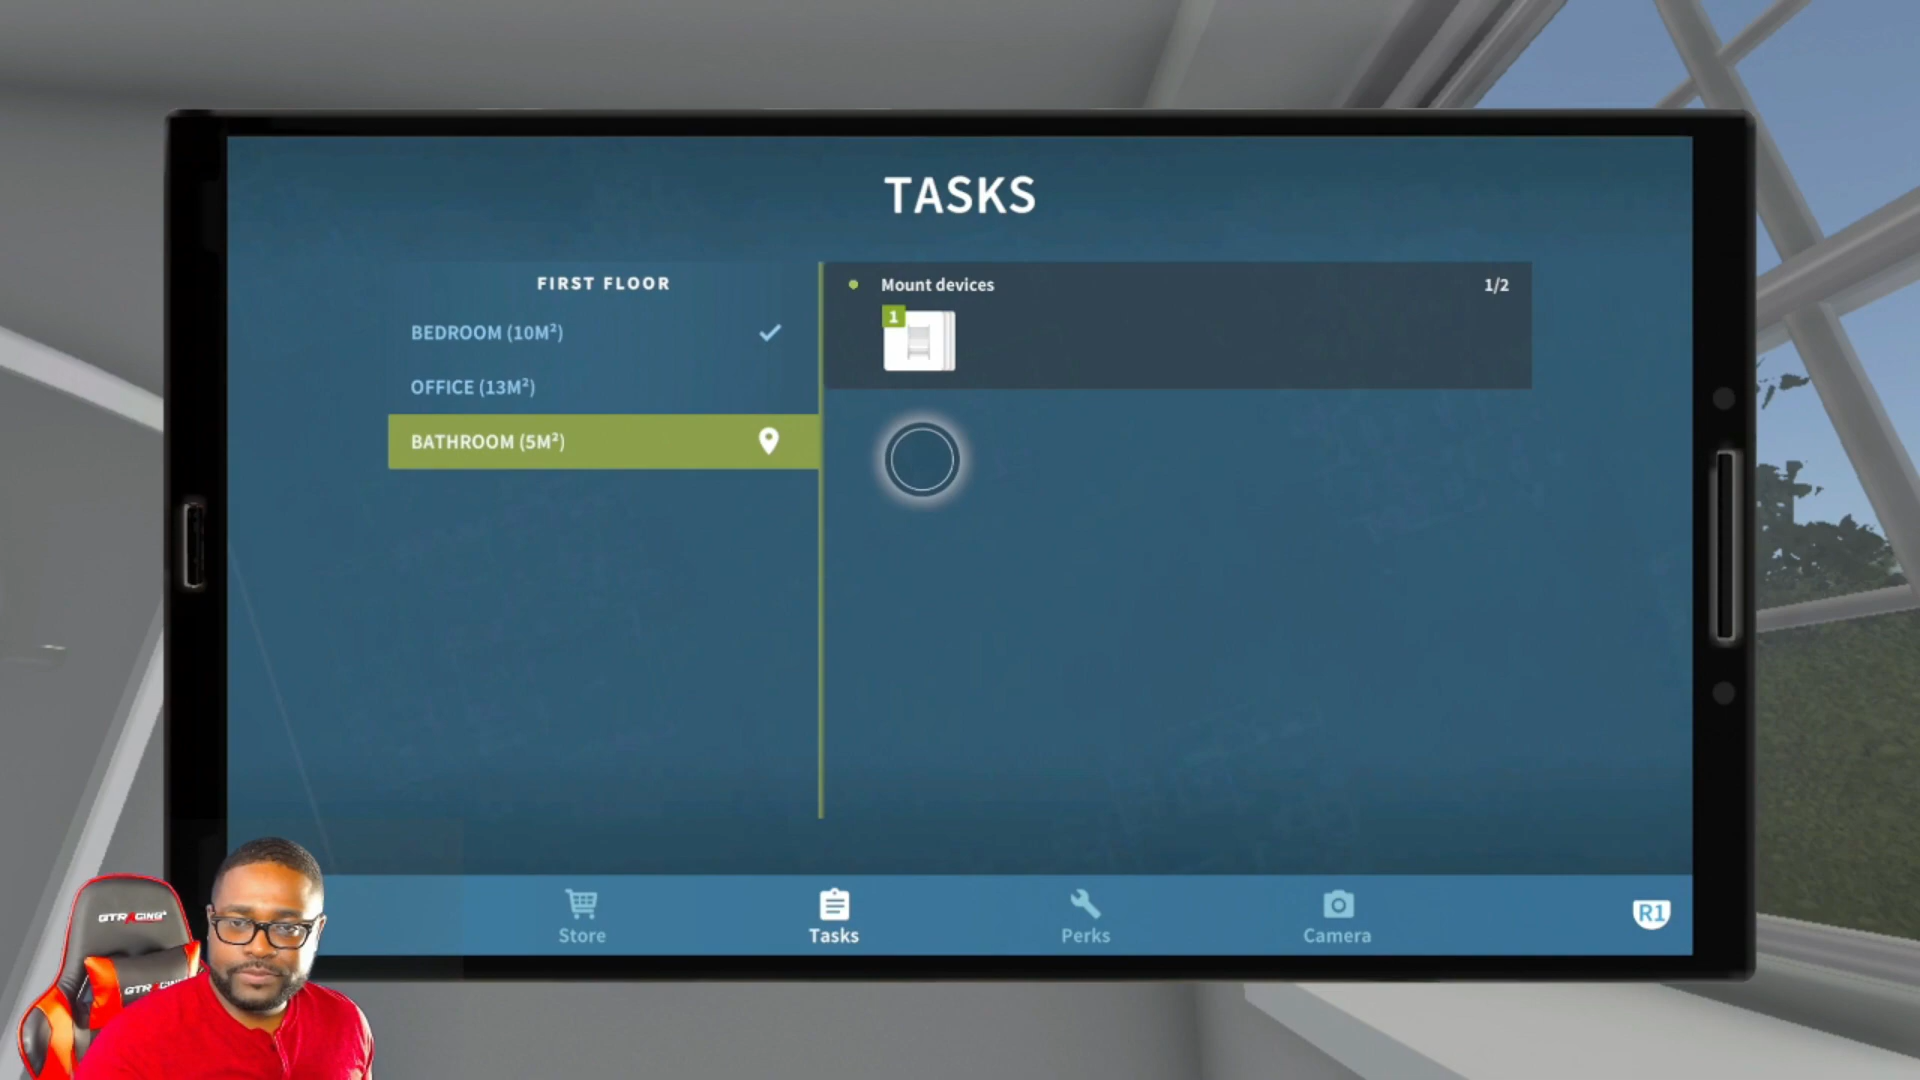 TASKS
FIRST FLOOR
BEDROOM (10M²)
OFFICE (13M²)
BATHROOM (5M²)
Mount devices
1/2
1
Store
Tasks
Perks
Camera
R1
GTRACING